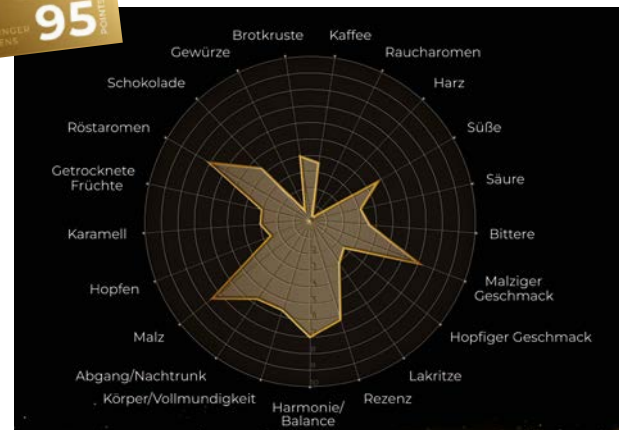 95
POINTS
Brotkruste
Kaffee
Gewürze
Raucharomen
Schokolade
Harz
Röstaromen
Süße
Getrocknete
Früchte
Säure
Karamell
Bittere
Hopfen
Malziger
Geschmack
Malz
Hopfiger Geschmack
Abgang/Nachtrunk
Lakritze
Körper/Vollmundigkeit
Rezenz
Harmonie/
Balance